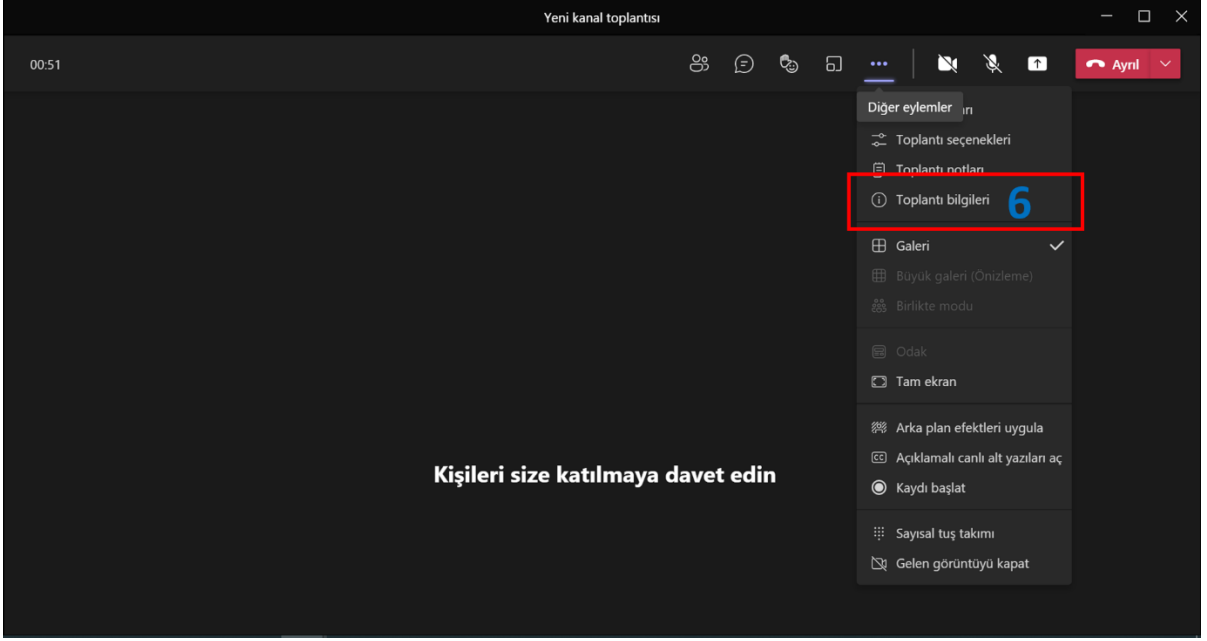 Yeni kanal toplantısı
00:51
Ayrıl
Diğer eylemler
Toplantı seçenekleri
Toplantı notları
Toplantı bilgileri
6
Galeri
Büyük galeri (Önizleme)
Birlikte modu
Odak
Tam ekran
Arka plan efektleri uygula
CC Açıklamalı canlı alt yazıları aç
Kaydı başlat
Sayısal tuş takımı
Gelen görüntüyü kapat
Kişileri size katılmaya davet edin